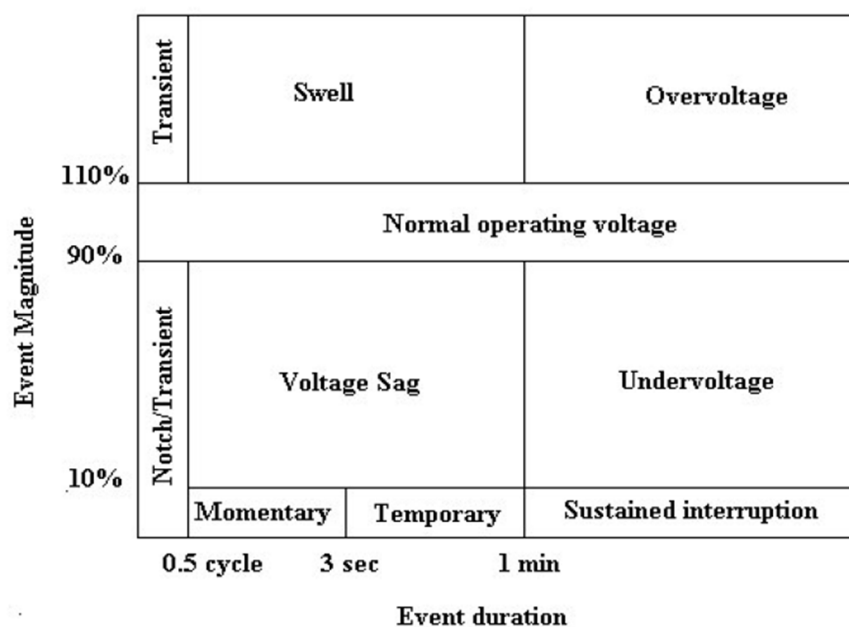 Transient
Swell
Overvoltage
110%
Normal operating voltage
90%
Event Magnitude
Notch/Transient
Voltage Sag
Undervoltage
10%
Momentary
Temporary
Sustained interruption
0.5 cycle
3 sec
1 min
Event duration